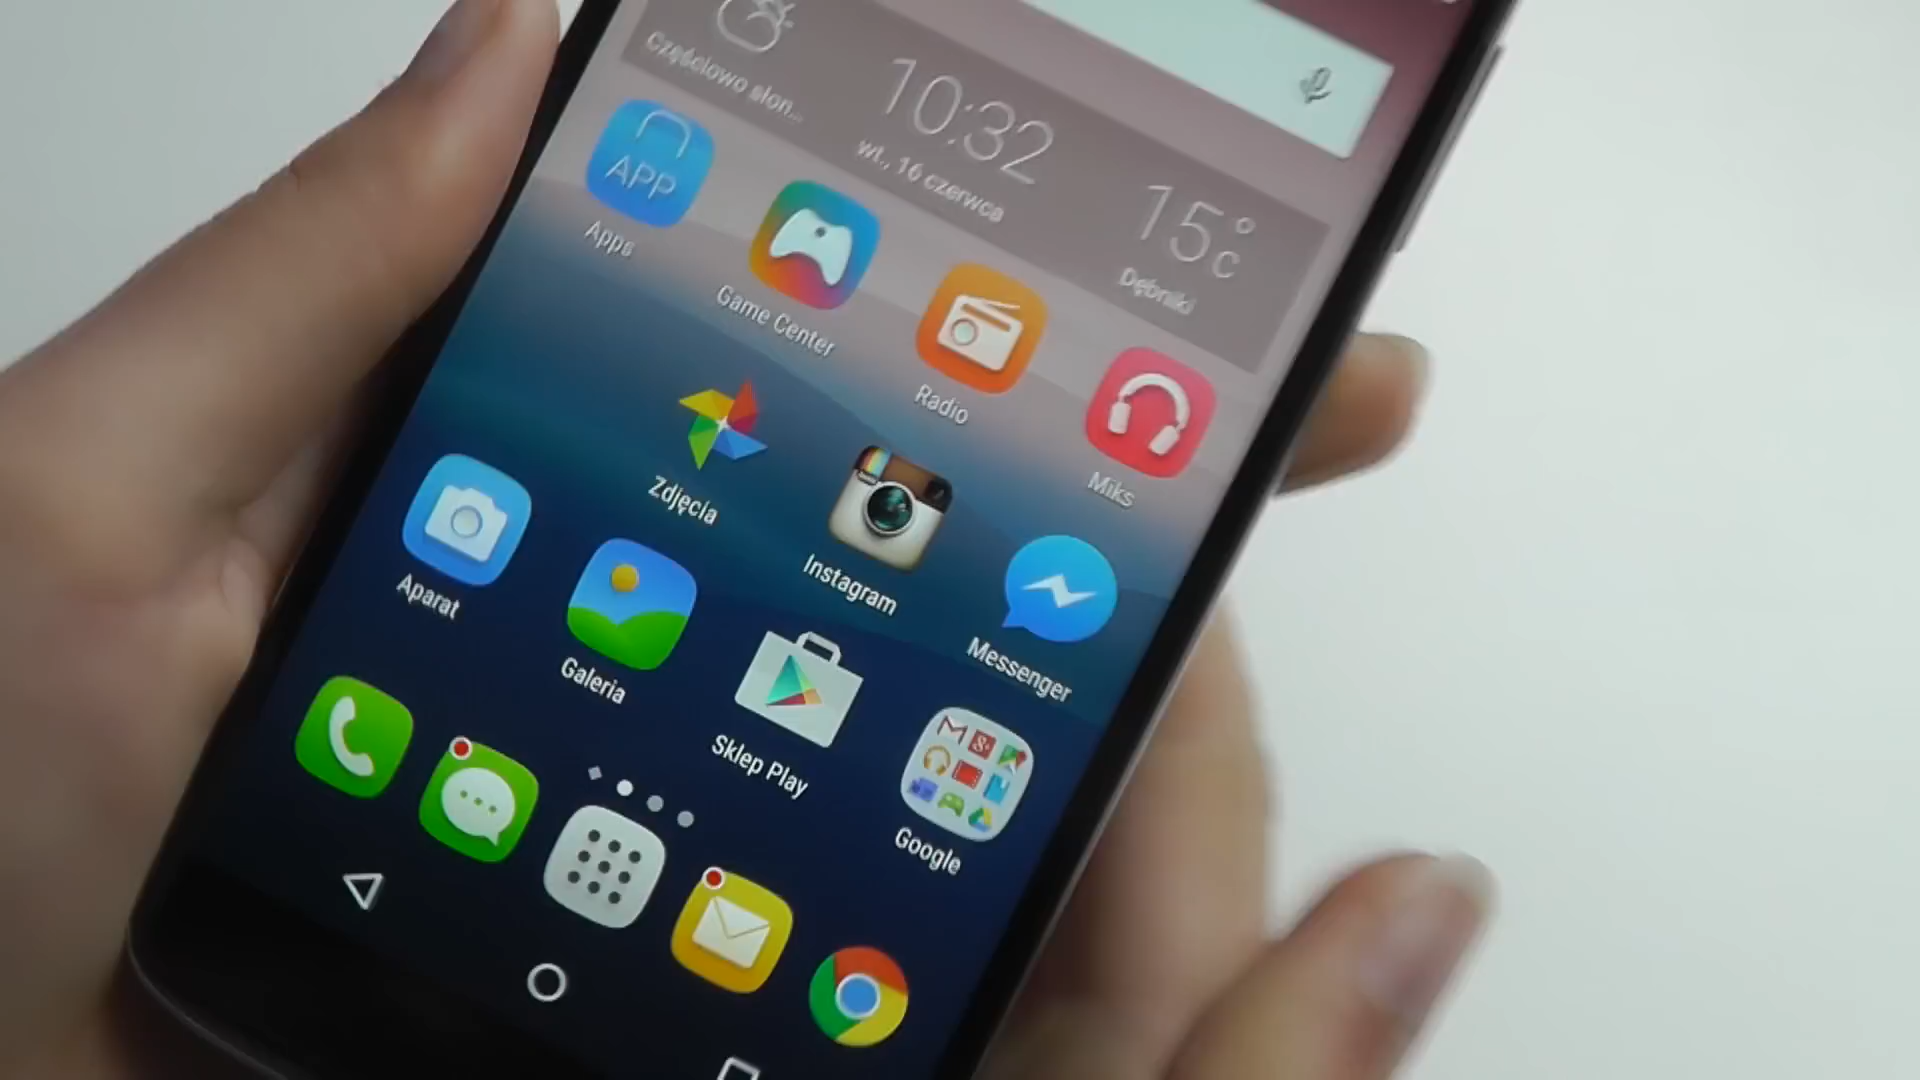 Częściowo słon...
10:32
wt., 16 czerwca
15°c
Dębniki
APP
Apps
Game Center
Radio
Miks
Zdjęcia
Instagram
Messenger
Aparat
Galeria
Sklep Play
Google